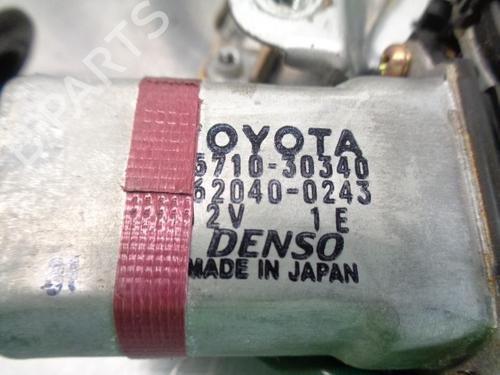 OYOTA
5710-30340
62040-0243
2V 1E
DENSO
MADE IN JAPAN
PARTS